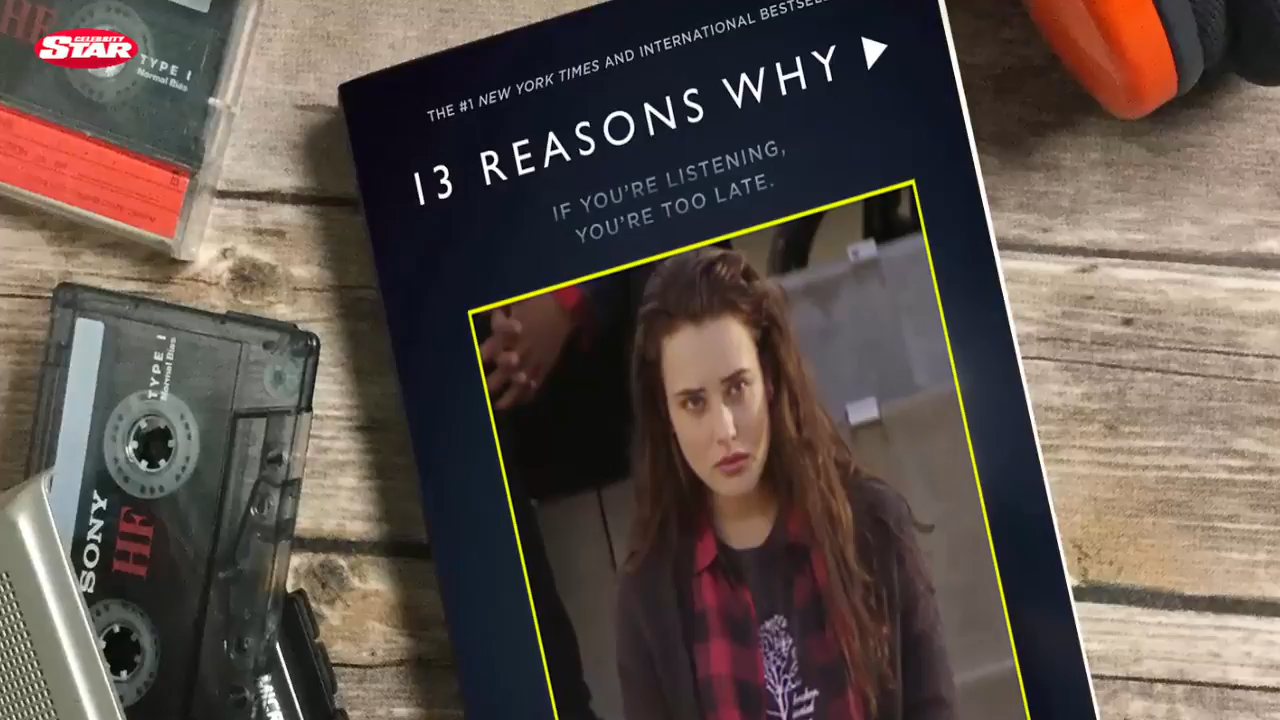 CELEBRITY
STAR
HF
TYPE I
Normal Bias
THE #1 NEW YORK TIMES AND INTERNATIONAL
13 REASONS WHY
IF YOU'RE LISTENING,
YOU'RE TOO LATE.
TYPE I
Normal Bias
SONY
HF